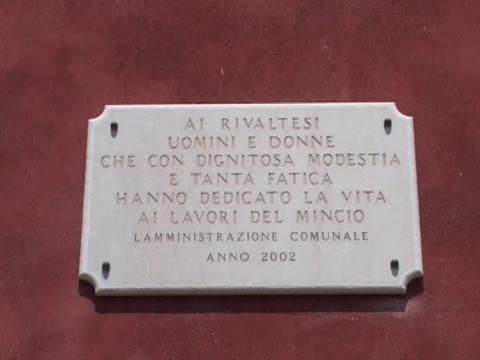 AI RIVALTESI
UOMINI E DONNE
CHE CON DIGNITOSA MODESTIA
E TANTA FATICA
HANNO DEDICATO LA VITA
AI LAVORI DEL MINCIO
L'AMMINISTRAZIONE COMUNALE
ANNO 2002